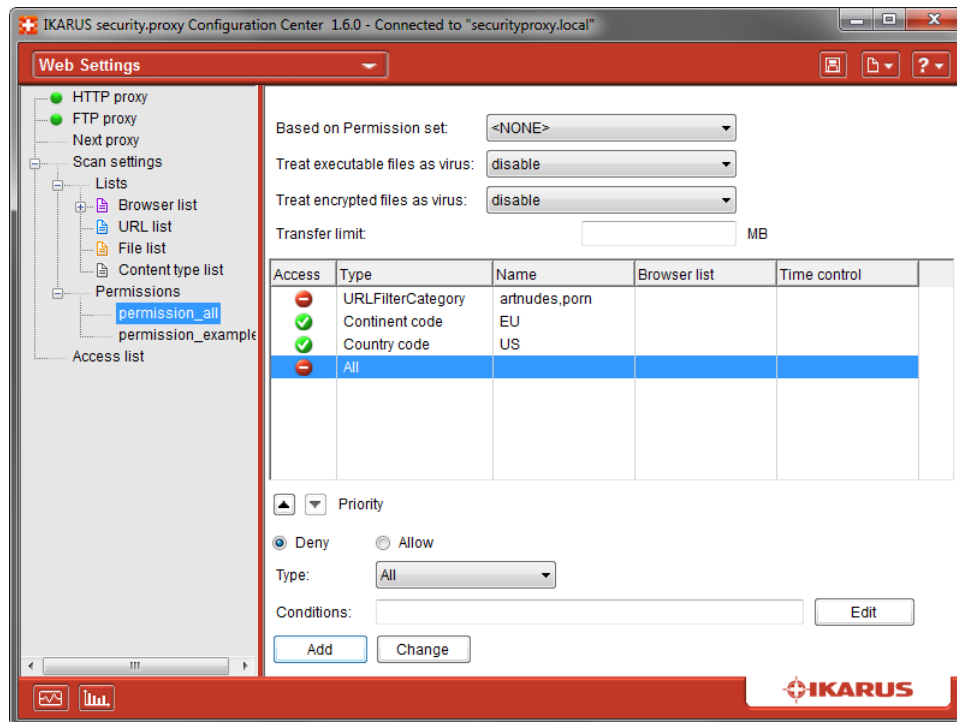 IKARUS security.proxy Configuration Center 1.6.0 - Connected to "securityproxy.local"
Web Settings
?
HTTP proxy
FTP proxy
Next proxy
Scan settings
Lists
Browser list
URL list
File list
Content type list
Permissions
permission_all
permission_example
Access list
Based on Permission set: <NONE>
Treat executable files as virus: disable
Treat encrypted files as virus: disable
Transfer limit: MB
Access Type Name Browser list Time control
URLFilterCategory artnudes,porn
Continent code EU
Country code US
All
Priority
Deny Allow
Type: All
Conditions: Edit
Add Change
IKARUS